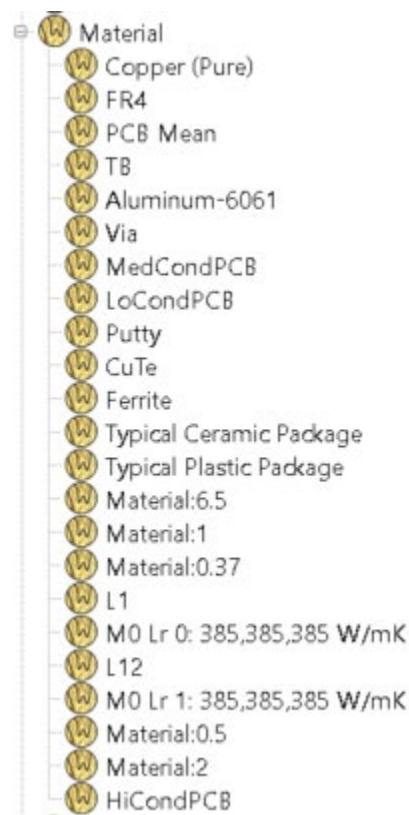 Material
Copper (Pure)
FR4
PCB Mean
TB
Aluminum-6061
Via
MedCondPCB
LoCondPCB
Putty
CuTe
Ferrite
Typical Ceramic Package
Typical Plastic Package
Material:6.5
Material:1
Material:0.37
L1
M0 Lr 0: 385,385,385 W/mK
L12
M0 Lr 1: 385,385,385 W/mK
Material:0.5
Material:2
HiCondPCB